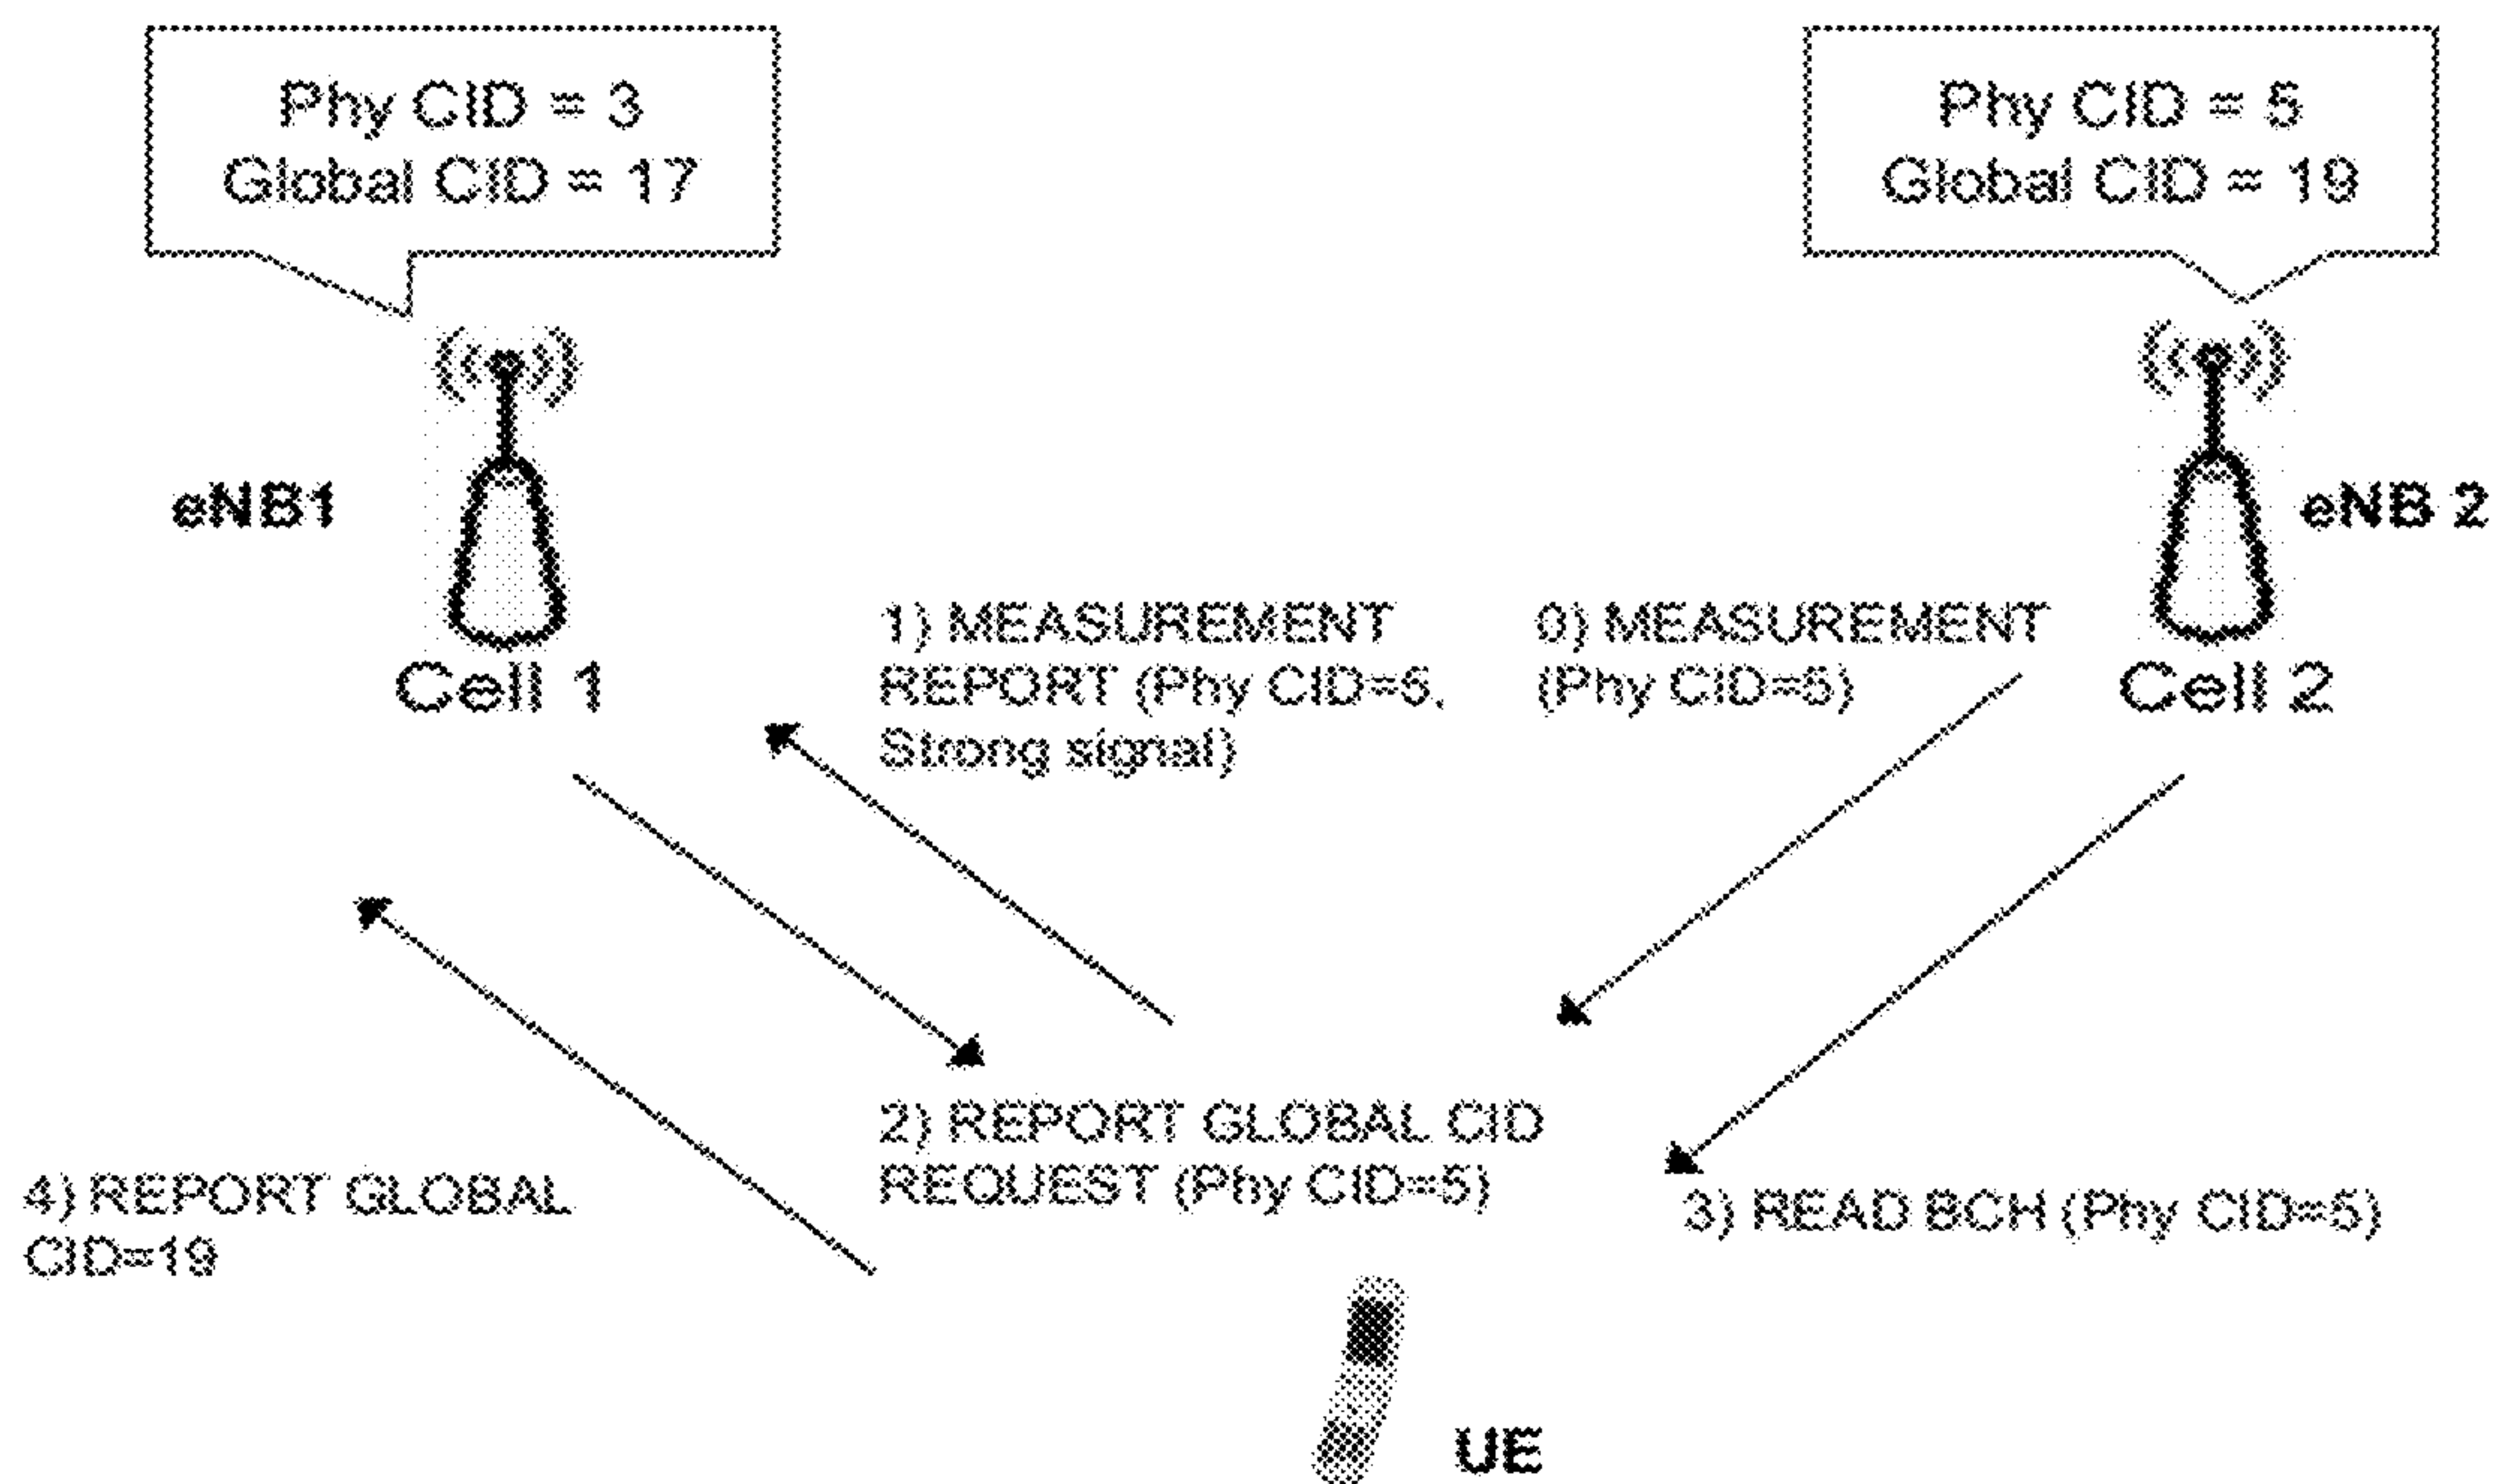 Phy CID = 3
Global CID = 17
Phy CID = 5
Global CID = 19
eNB1
eNB 2
Cell 1
Cell 2
1) MEASUREMENT
REPORT (Phy CID=5,
Strong signal)
0) MEASUREMENT
(Phy CID=5)
2) REPORT GLOBAL CID
REQUEST (Phy CID=5)
3) READ BCH (Phy CID=5)
4) REPORT GLOBAL
CID=19
UE